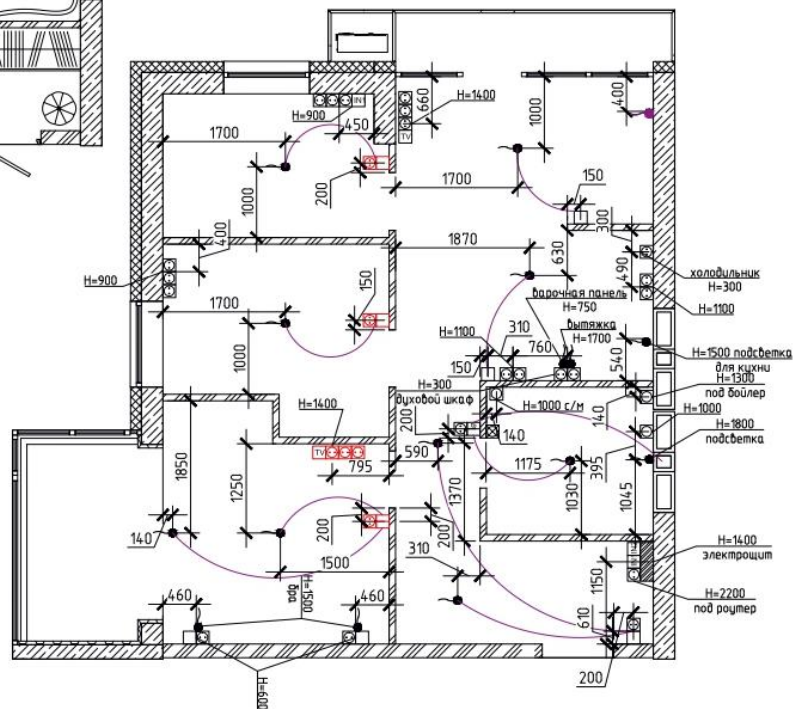 H=900
IN
1700
450
1000
200
H=1400
660
TV
1000
400
1700
150
400
300
H=900
1700
150
1000
1870
630
490
холодильник
H=300
H=1100
варочная панель
H=750
вытяжка
H=1700
H=1100
310
760
150
540
H=1500 подсветка
для кухни
H=1300
под бойлер
H=300
духовой шкаф
H=1000 с/м
140
140
H=1000
H=1800
подсветка
H=1400
TV
795
200
590
1175
395
1030
1045
1850
1250
140
200
1500
1370
200
310
460
H=1500
бра
460
H=600
H=1400
электрощит
1150
H=2200
под роутер
610
200